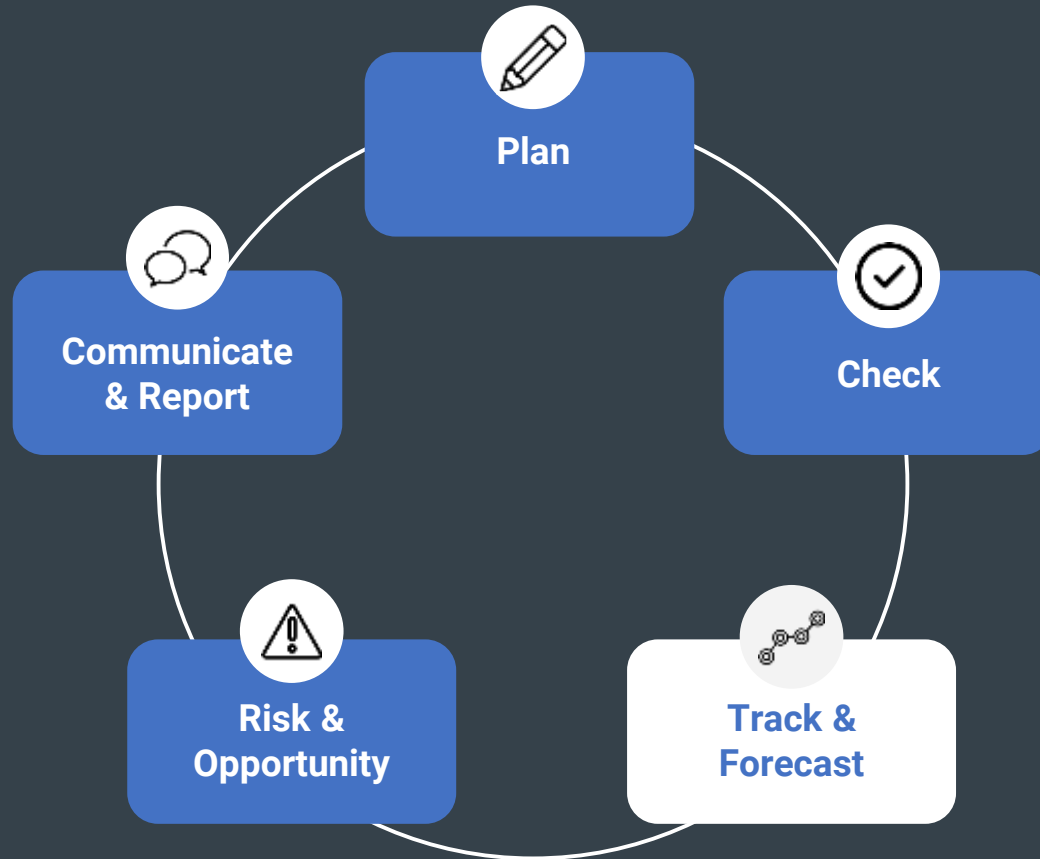 Plan
Check
Track &
Forecast
Risk &
Opportunity
Communicate
& Report